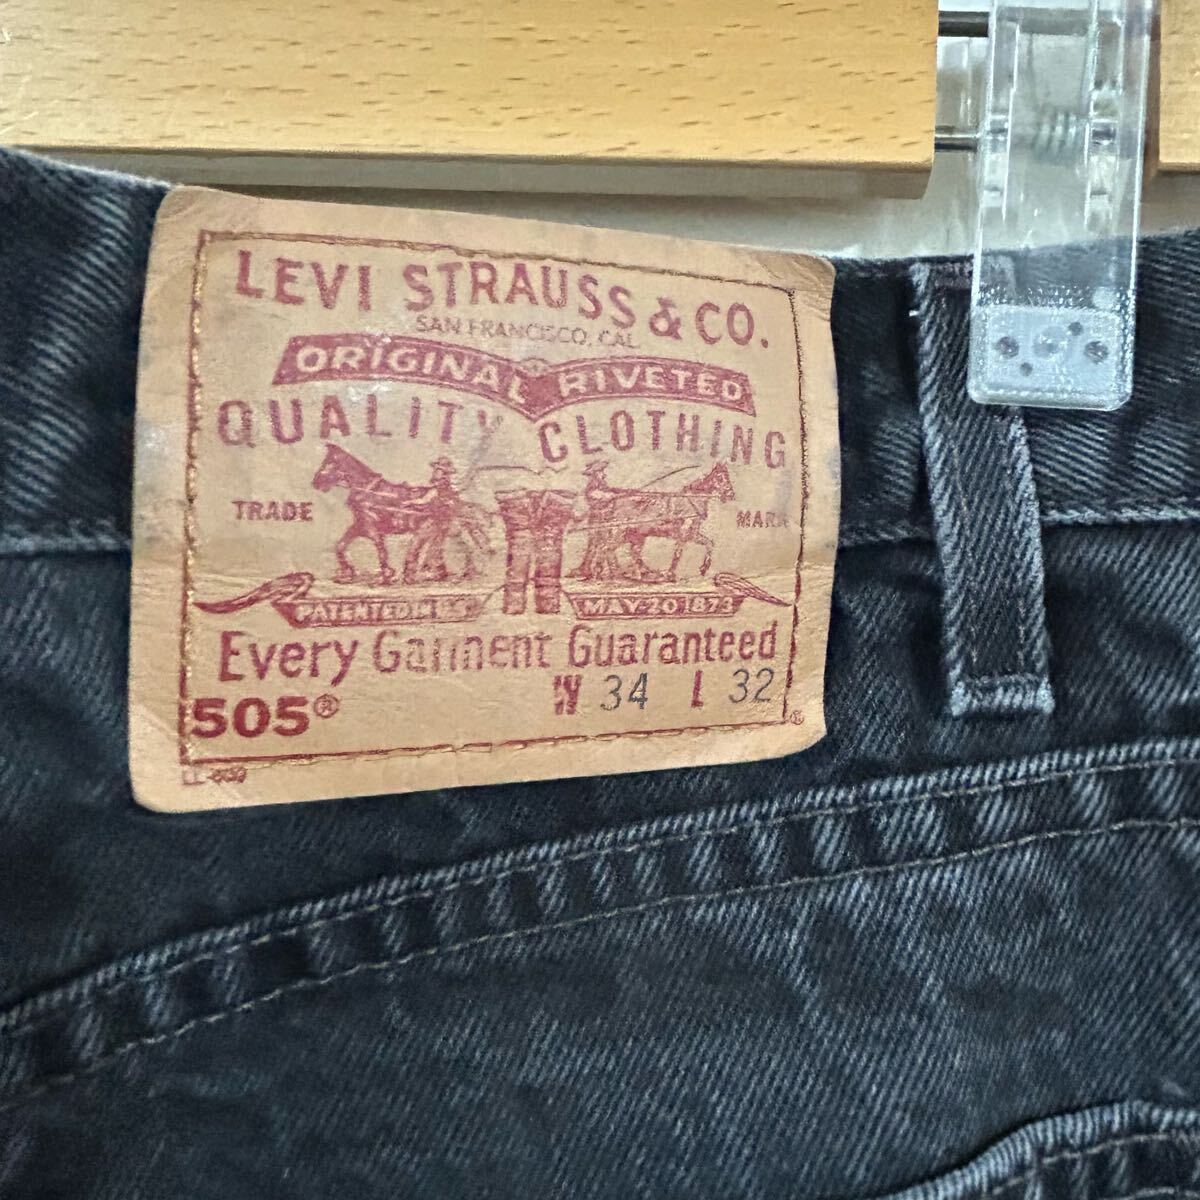 LEVI STRAUSS & CO.
SAN FRANCISCO, CAL.
ORIGINAL RIVETED
QUALITY CLOTHING
TRADE MARK
PATENTED IN U.S. MAY 20 1873
Every Garment Guaranteed
505® W 34 L 32
®